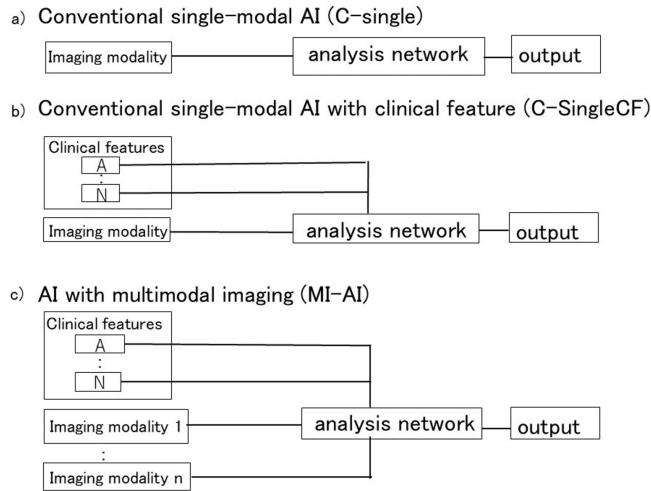 a) Conventional single-modal AI (C-single)
Imaging modality
analysis network
output
b) Conventional single-modal AI with clinical feature (C-SingleCF)
Clinical features
A
:
N
Imaging modality
analysis network
output
c) AI with multimodal imaging (MI-AI)
Clinical features
A
:
N
Imaging modality 1
analysis network
output
:
Imaging modality n